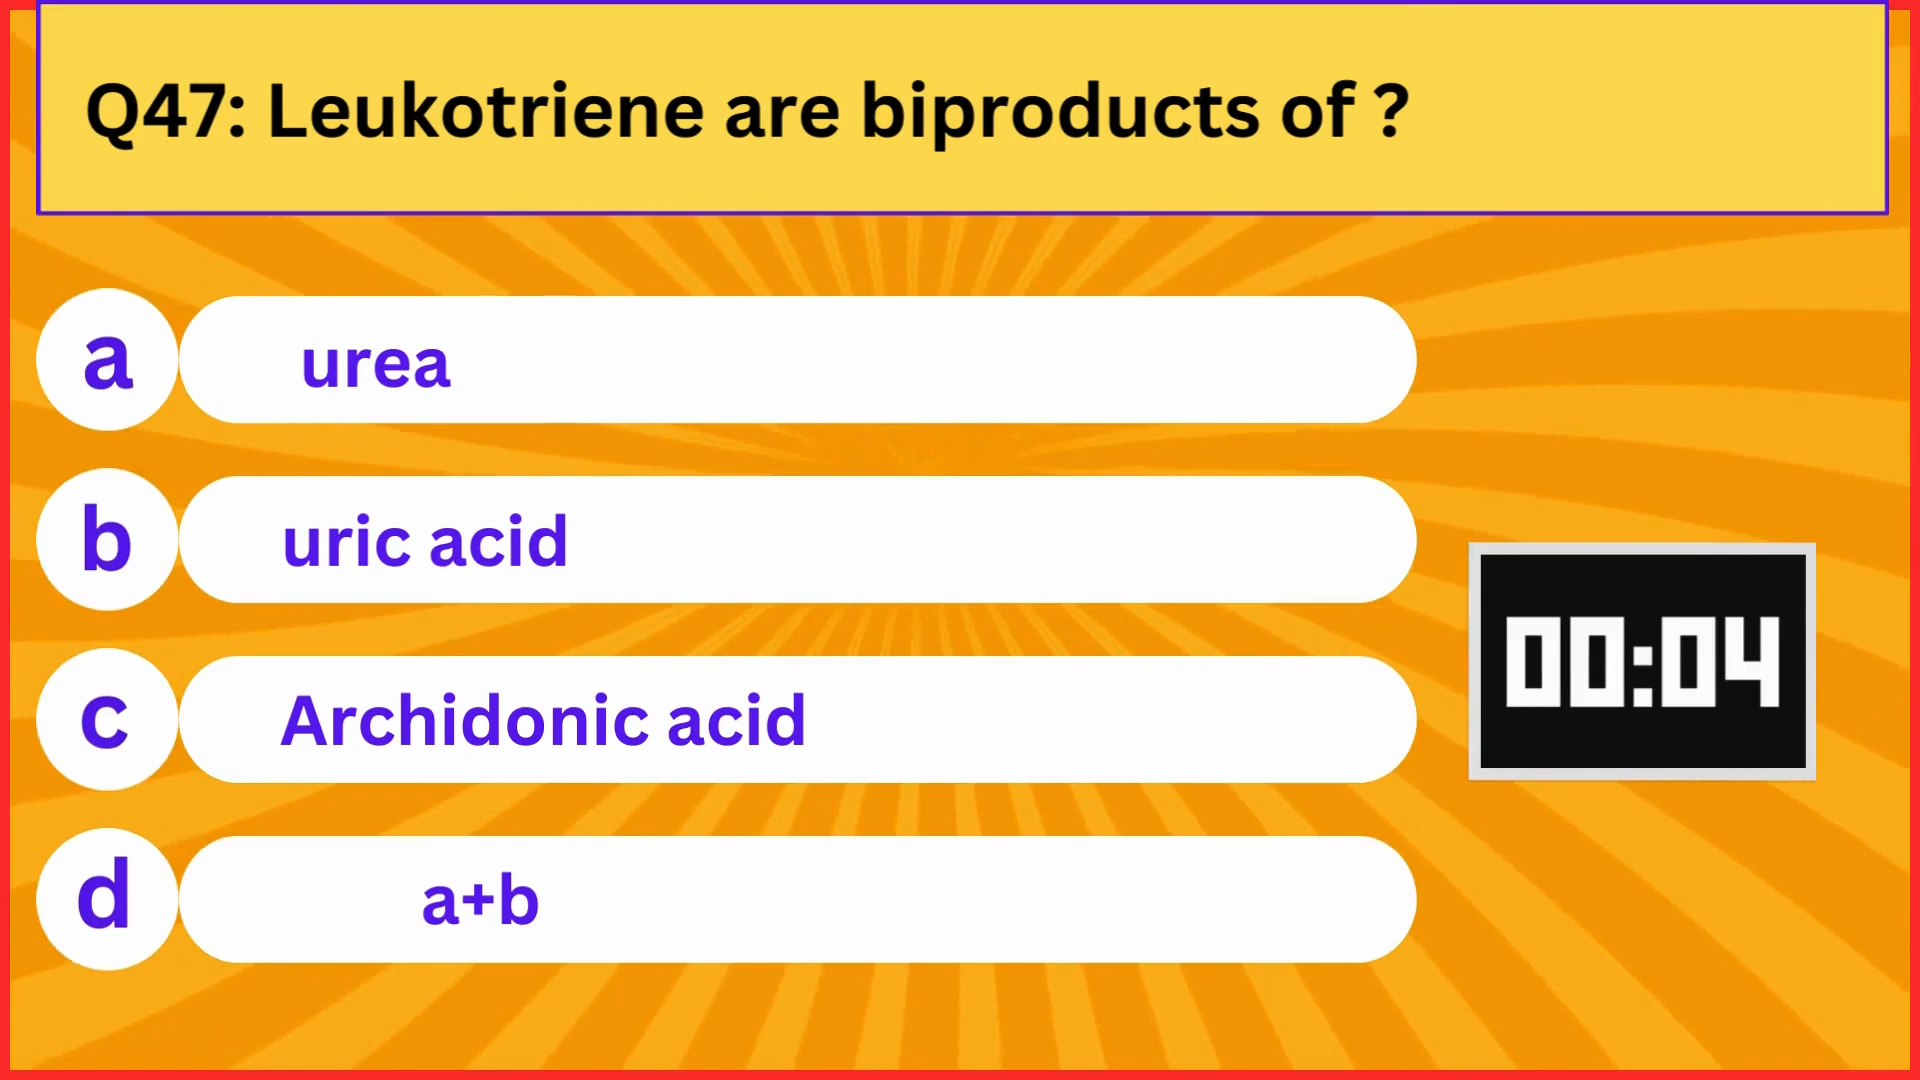 Q47: Leukotriene are biproducts of ?
a urea
b uric acid
c Archidonic acid
00:04
d a+b